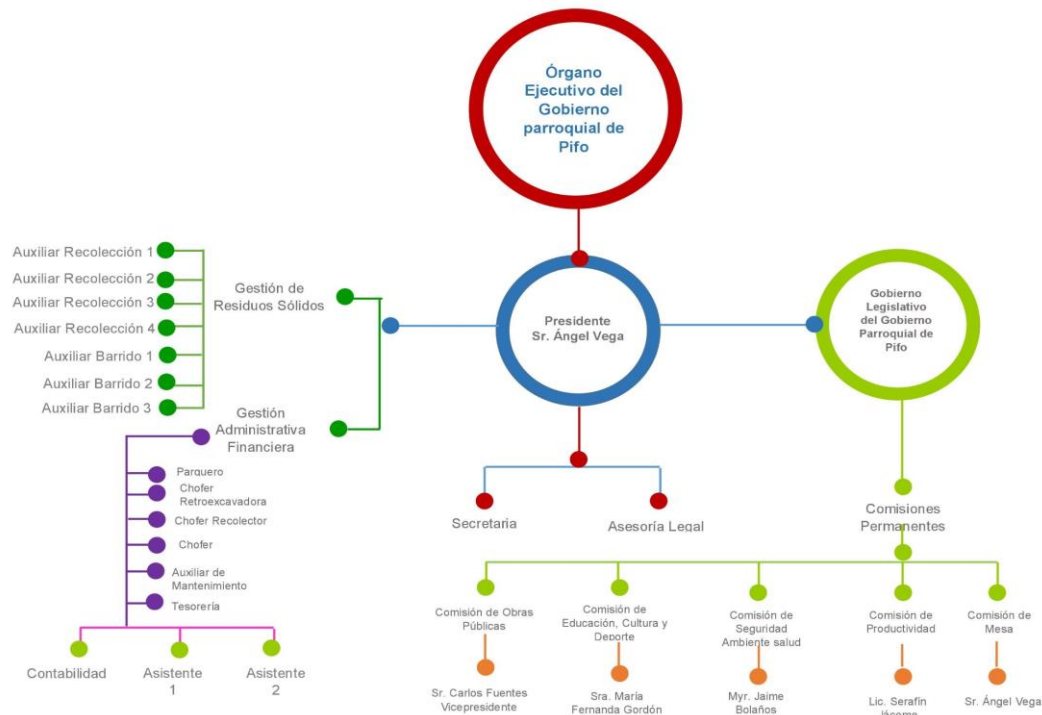 Órgano
Ejecutivo del
Gobierno
parroquial de
Pifo
Presidente
Sr. Ángel Vega
Gobierno
Legislativo
del Gobierno
Parroquial de
Pifo
Gestión de
Residuos Sólidos
Auxiliar Recolección 1
Auxiliar Recolección 2
Auxiliar Recolección 3
Auxiliar Recolección 4
Auxiliar Barrido 1
Auxiliar Barrido 2
Auxiliar Barrido 3
Gestión
Administrativa
Financiera
Parquero
Chofer
Retroexcavadora
Chofer Recolector
Chofer
Auxiliar de
Mantenimiento
Tesorería
Contabilidad
Asistente
1
Asistente
2
Secretaria
Asesoría Legal
Comisiones
Permanentes
Comisión de Obras
Públicas
Comisión de
Educación, Cultura y
Deporte
Comisión de
Seguridad
Ambiente salud
Comisión de
Productividad
Comisión de
Mesa
Sr. Carlos Fuentes
Vicepresidente
Sra. María
Fernanda Gordón
Myr. Jaime
Bolaños
Lic. Serafín
Sr. Ángel Vega